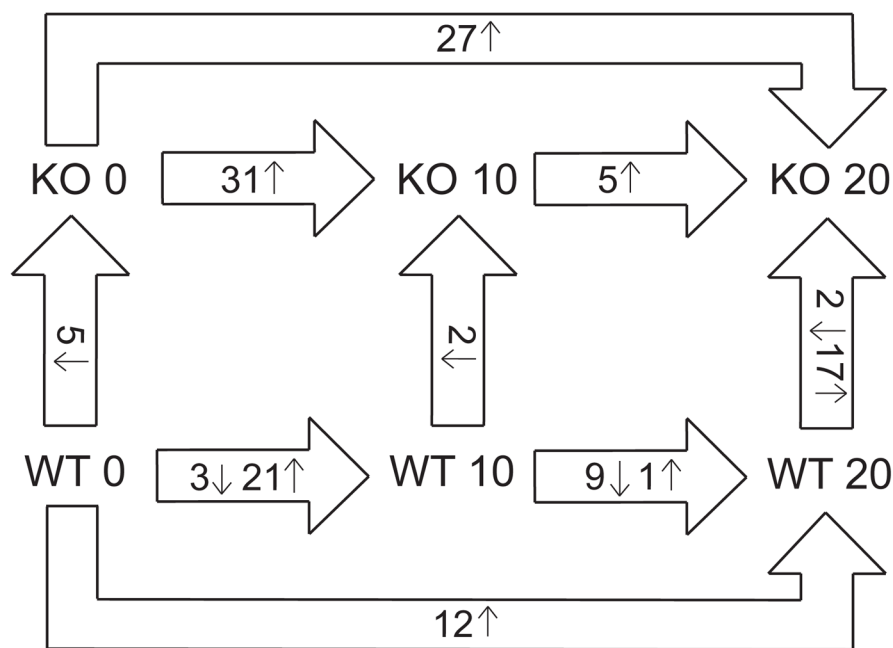 27↑
KO 0
31↑
KO 10
5↑
KO 20
5↓
2↓
2↓17↑
WT 0
3↓ 21↑
WT 10
9↓ 1↑
WT 20
12↑